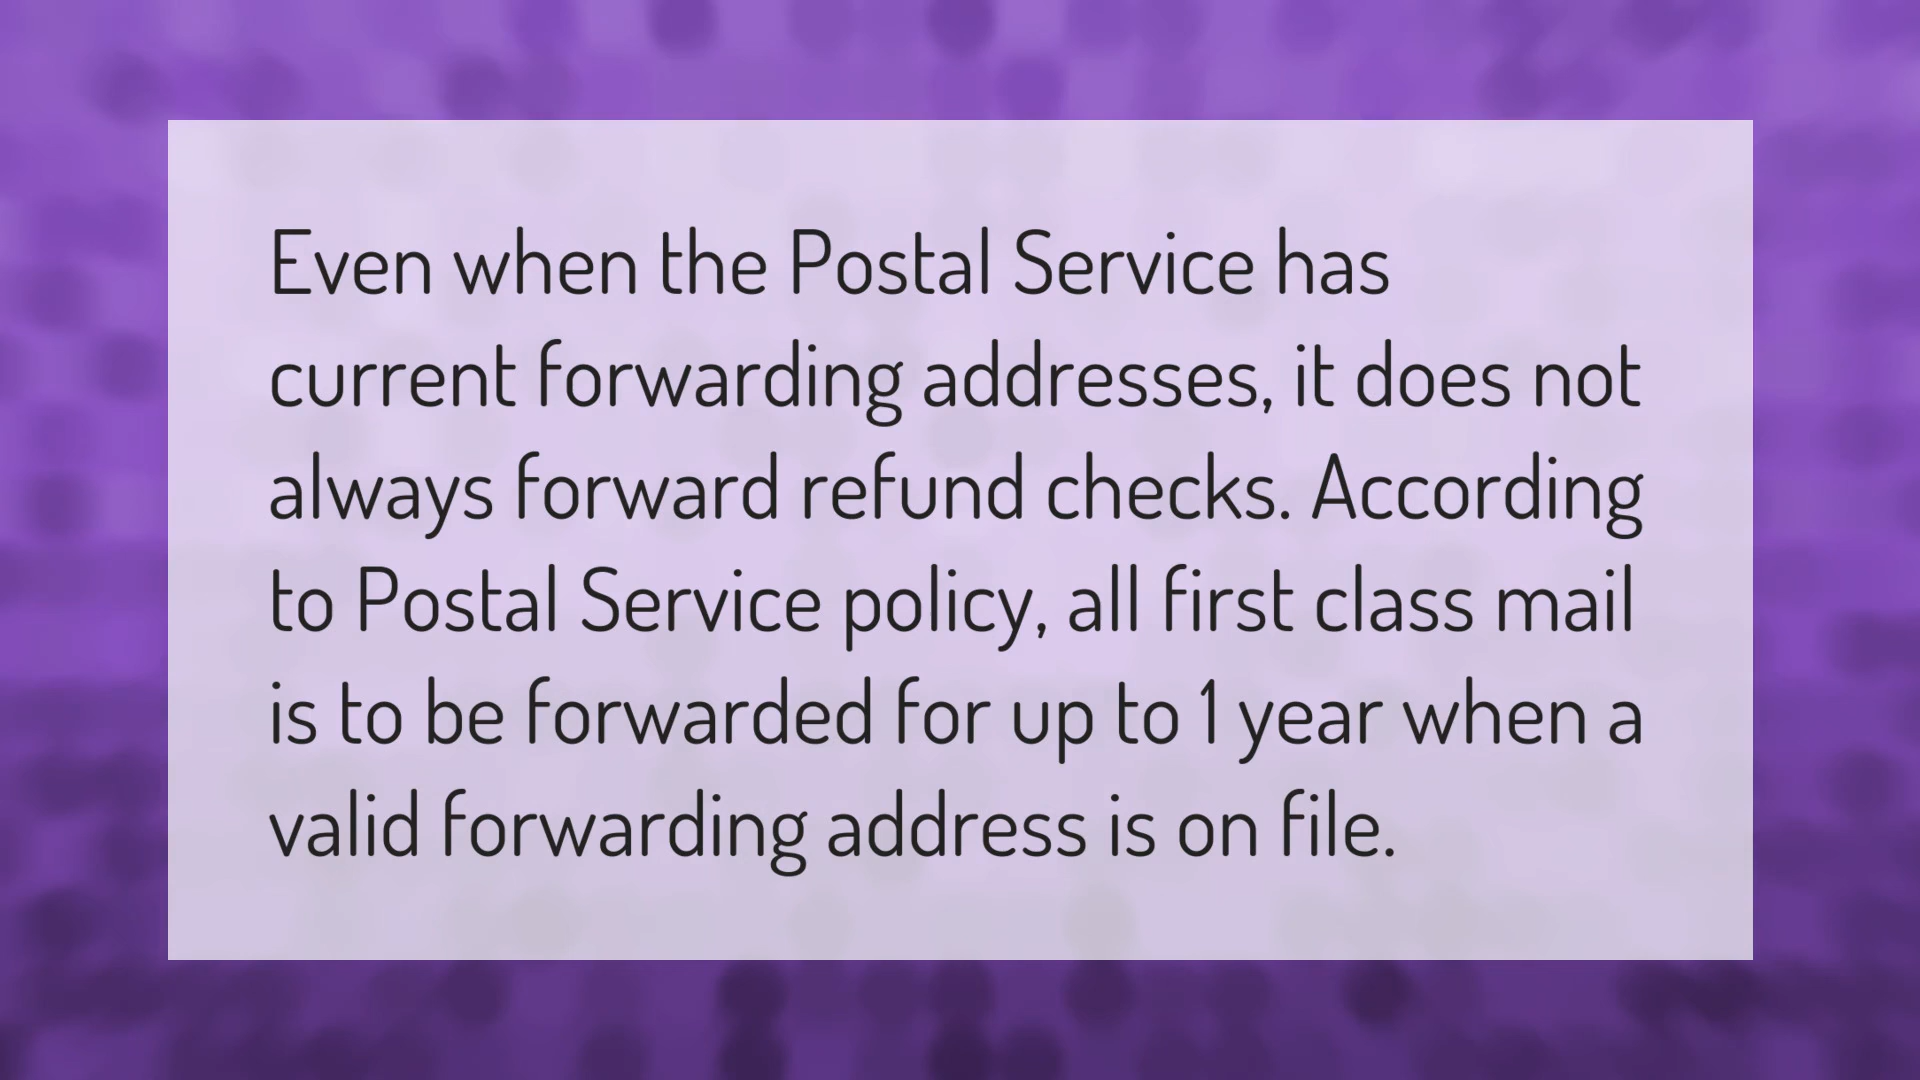 Even when the Postal Service has
current forwarding addresses, it does not
always forward refund checks. According
to Postal Service policy, all first class mail
is to be forwarded for up to 1 year when a
valid forwarding address is on file.